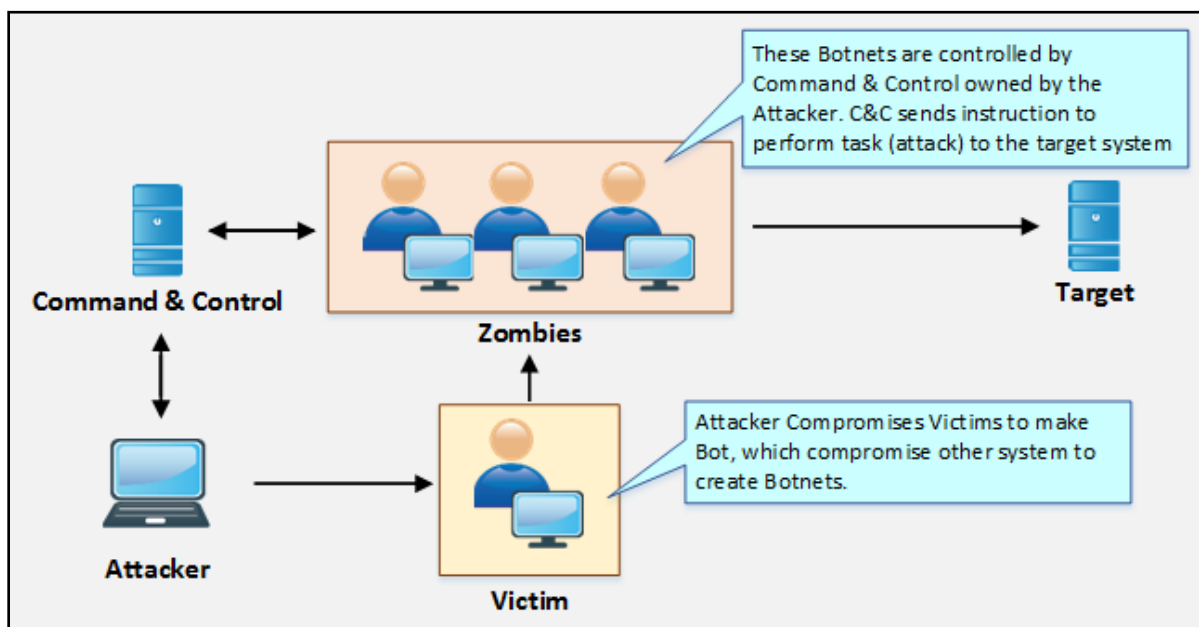 These Botnets are controlled by
Command & Control owned by the
Attacker. C&C sends instruction to
perform task (attack) to the target system
Command & Control
Zombies
Target
Attacker Compromises Victims to make
Bot, which compromise other system to
create Botnets.
Attacker
Victim